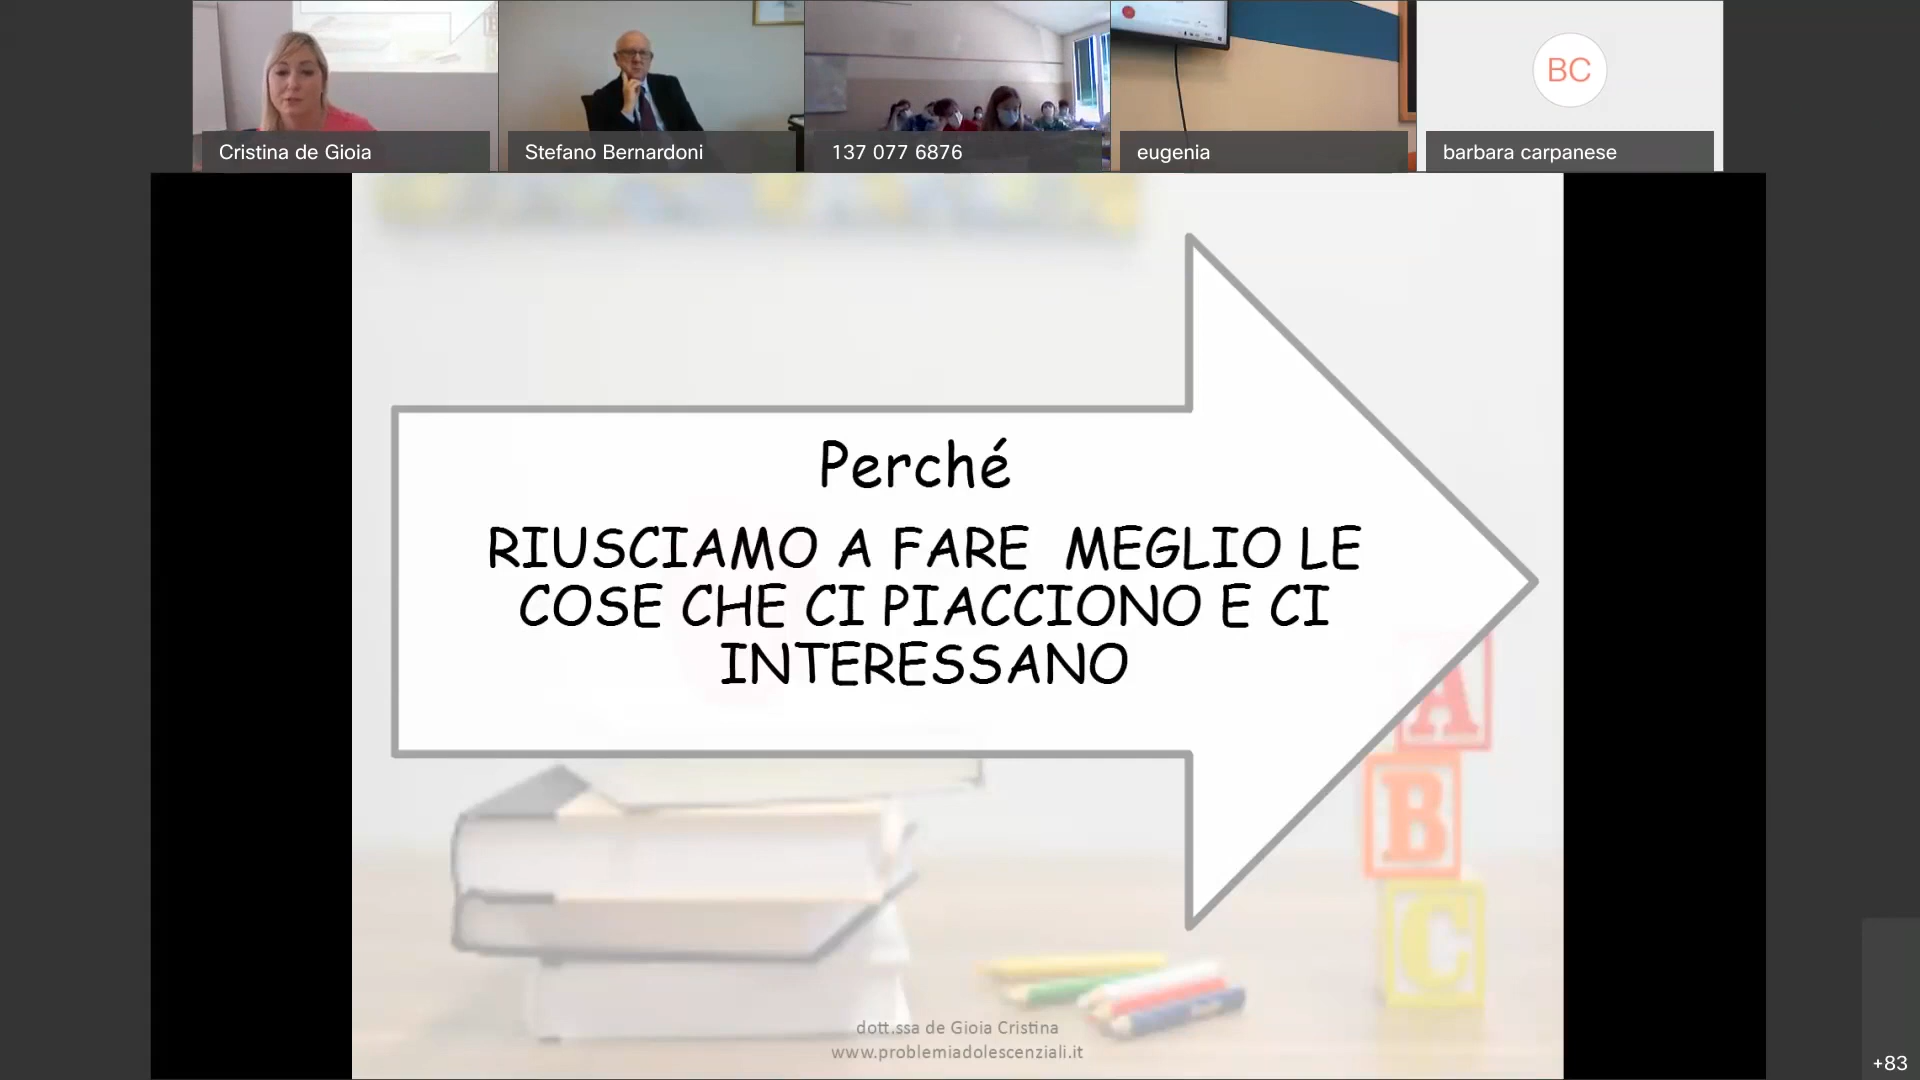 Cristina de Gioia
Stefano Bernardoni
137 077 6876
eugenia
BC
barbara carpanese
Perché
RIUSCIAMO A FARE MEGLIO LE
COSE CHE CI PIACCIONO E CI
INTERESSANO
A
B
C
dott.ssa de Gioia Cristina
www.problemiadolescenziali.it
+83